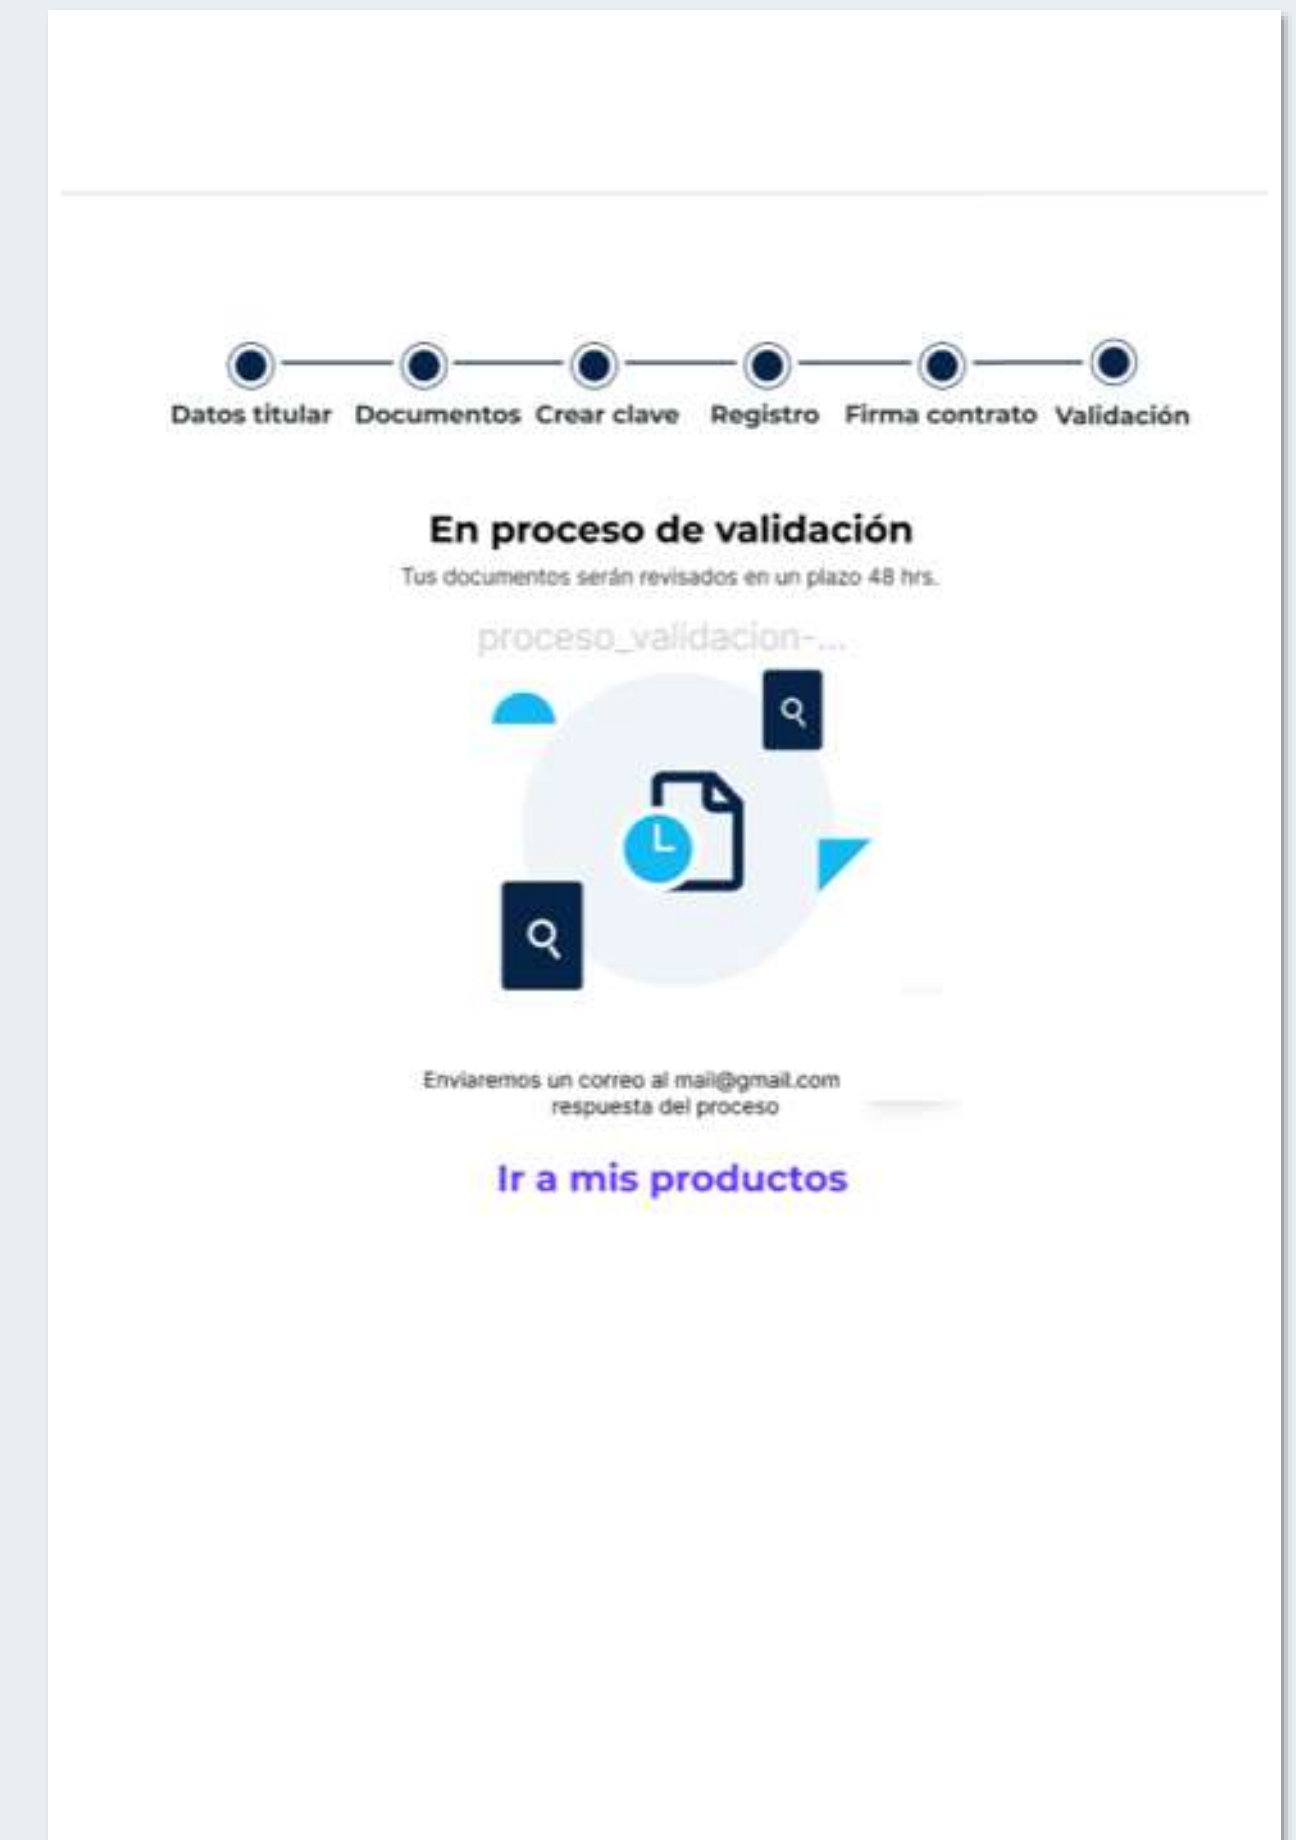 Datos titular Documentos Crear clave Registro Firma contrato Validación
En proceso de validación
Tus documentos serán revisados en un plazo 48 hrs.
proceso_validacion-...
Enviaremos un correo al mail@gmail.com
respuesta del proceso
Ir a mis productos